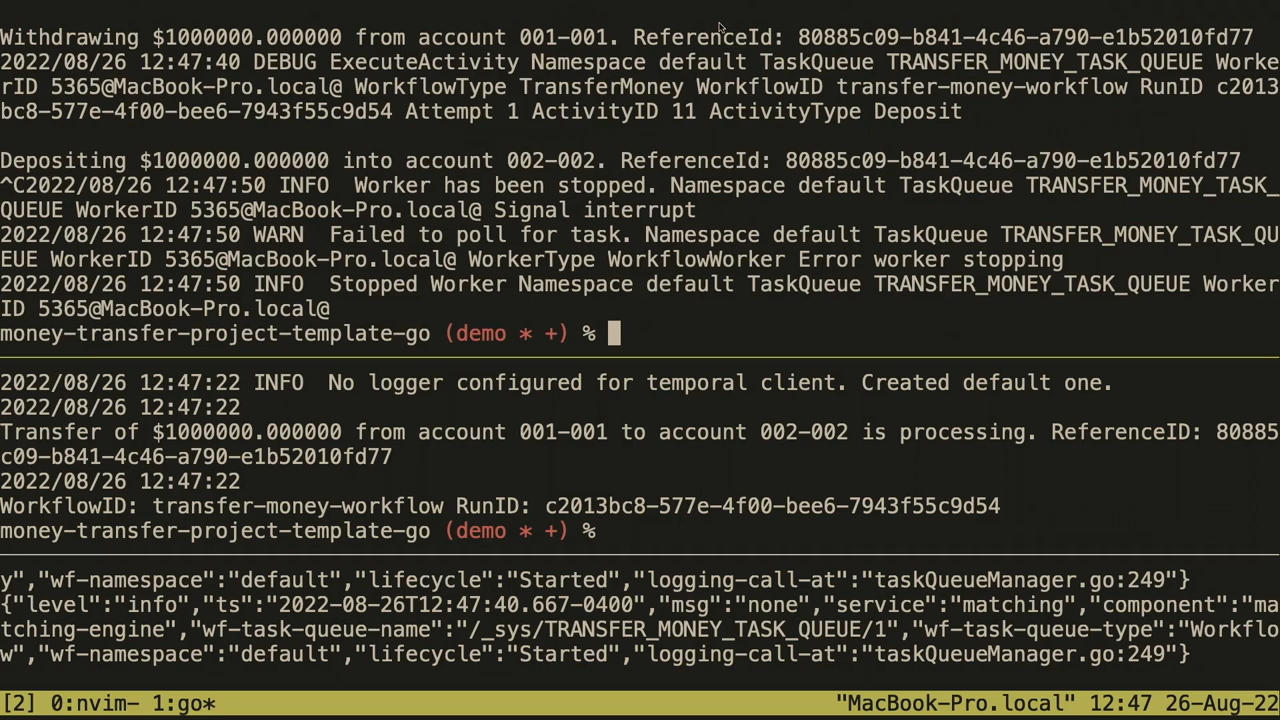 Withdrawing $1000000.000000 from account 001-001. ReferenceId: 80885c09-b841-4c46-a790-e1b52010fd77
2022/08/26 12:47:40 DEBUG ExecuteActivity Namespace default TaskQueue TRANSFER_MONEY_TASK_QUEUE Worke
rID 5365@MacBook-Pro.local@ WorkflowType TransferMoney WorkflowID transfer-money-workflow RunID c2013
bc8-577e-4f00-bee6-7943f55c9d54 Attempt 1 ActivityID 11 ActivityType Deposit
Depositing $1000000.000000 into account 002-002. ReferenceId: 80885c09-b841-4c46-a790-e1b52010fd77
^C2022/08/26 12:47:50 INFO  Worker has been stopped. Namespace default TaskQueue TRANSFER_MONEY_TASK_
QUEUE WorkerID 5365@MacBook-Pro.local@ Signal interrupt
2022/08/26 12:47:50 WARN  Failed to poll for task. Namespace default TaskQueue TRANSFER_MONEY_TASK_QU
EUE WorkerID 5365@MacBook-Pro.local@ WorkerType WorkflowWorker Error worker stopping
2022/08/26 12:47:50 INFO  Stopped Worker Namespace default TaskQueue TRANSFER_MONEY_TASK_QUEUE Worker
ID 5365@MacBook-Pro.local@
money-transfer-project-template-go (demo * +) %
2022/08/26 12:47:22 INFO  No logger configured for temporal client. Created default one.
2022/08/26 12:47:22
Transfer of $1000000.000000 from account 001-001 to account 002-002 is processing. ReferenceID: 80885
c09-b841-4c46-a790-e1b52010fd77
2022/08/26 12:47:22
WorkflowID: transfer-money-workflow RunID: c2013bc8-577e-4f00-bee6-7943f55c9d54
money-transfer-project-template-go (demo * +) %
y","wf-namespace":"default","lifecycle":"Started","logging-call-at":"taskQueueManager.go:249"}
{"level":"info","ts":"2022-08-26T12:47:40.667-0400","msg":"none","service":"matching","component":"ma
tching-engine","wf-task-queue-name":"/_sys/TRANSFER_MONEY_TASK_QUEUE/1","wf-task-queue-type":"Workflo
w","wf-namespace":"default","lifecycle":"Started","logging-call-at":"taskQueueManager.go:249"}
[2] 0:nvim- 1:go* "MacBook-Pro.local" 12:47 26-Aug-22